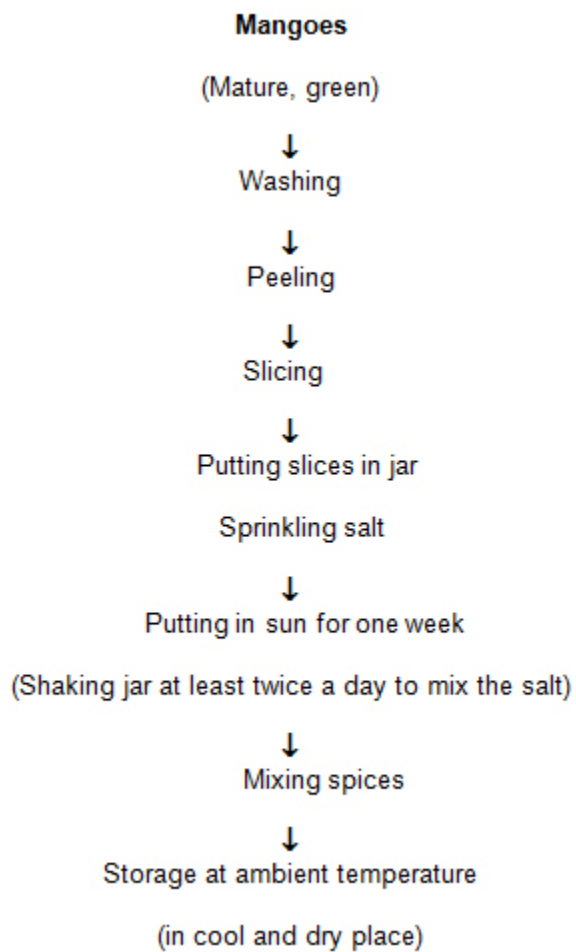 Mangoes
(Mature, green)
↓
Washing
↓
Peeling
↓
Slicing
↓
Putting slices in jar
Sprinkling salt
↓
Putting in sun for one week
(Shaking jar at least twice a day to mix the salt)
↓
Mixing spices
↓
Storage at ambient temperature
(in cool and dry place)